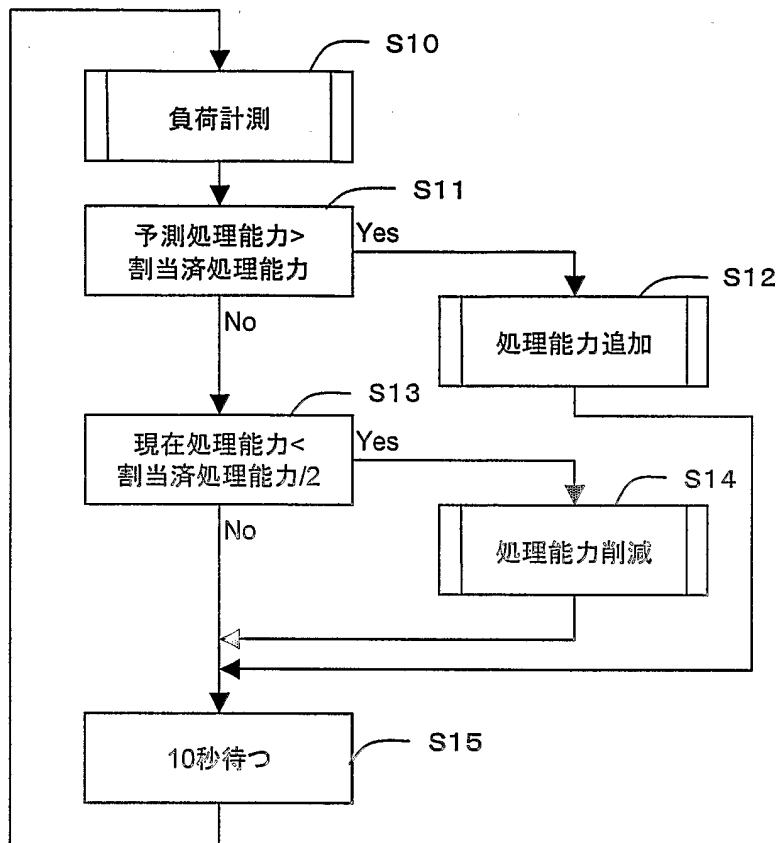 S10
負荷計測
S11
予測処理能力>
割当済処理能力
Yes
S12
処理能力追加
No
S13
現在処理能力<
割当済処理能力/2
Yes
S14
処理能力削減
No
10秒待つ
S15